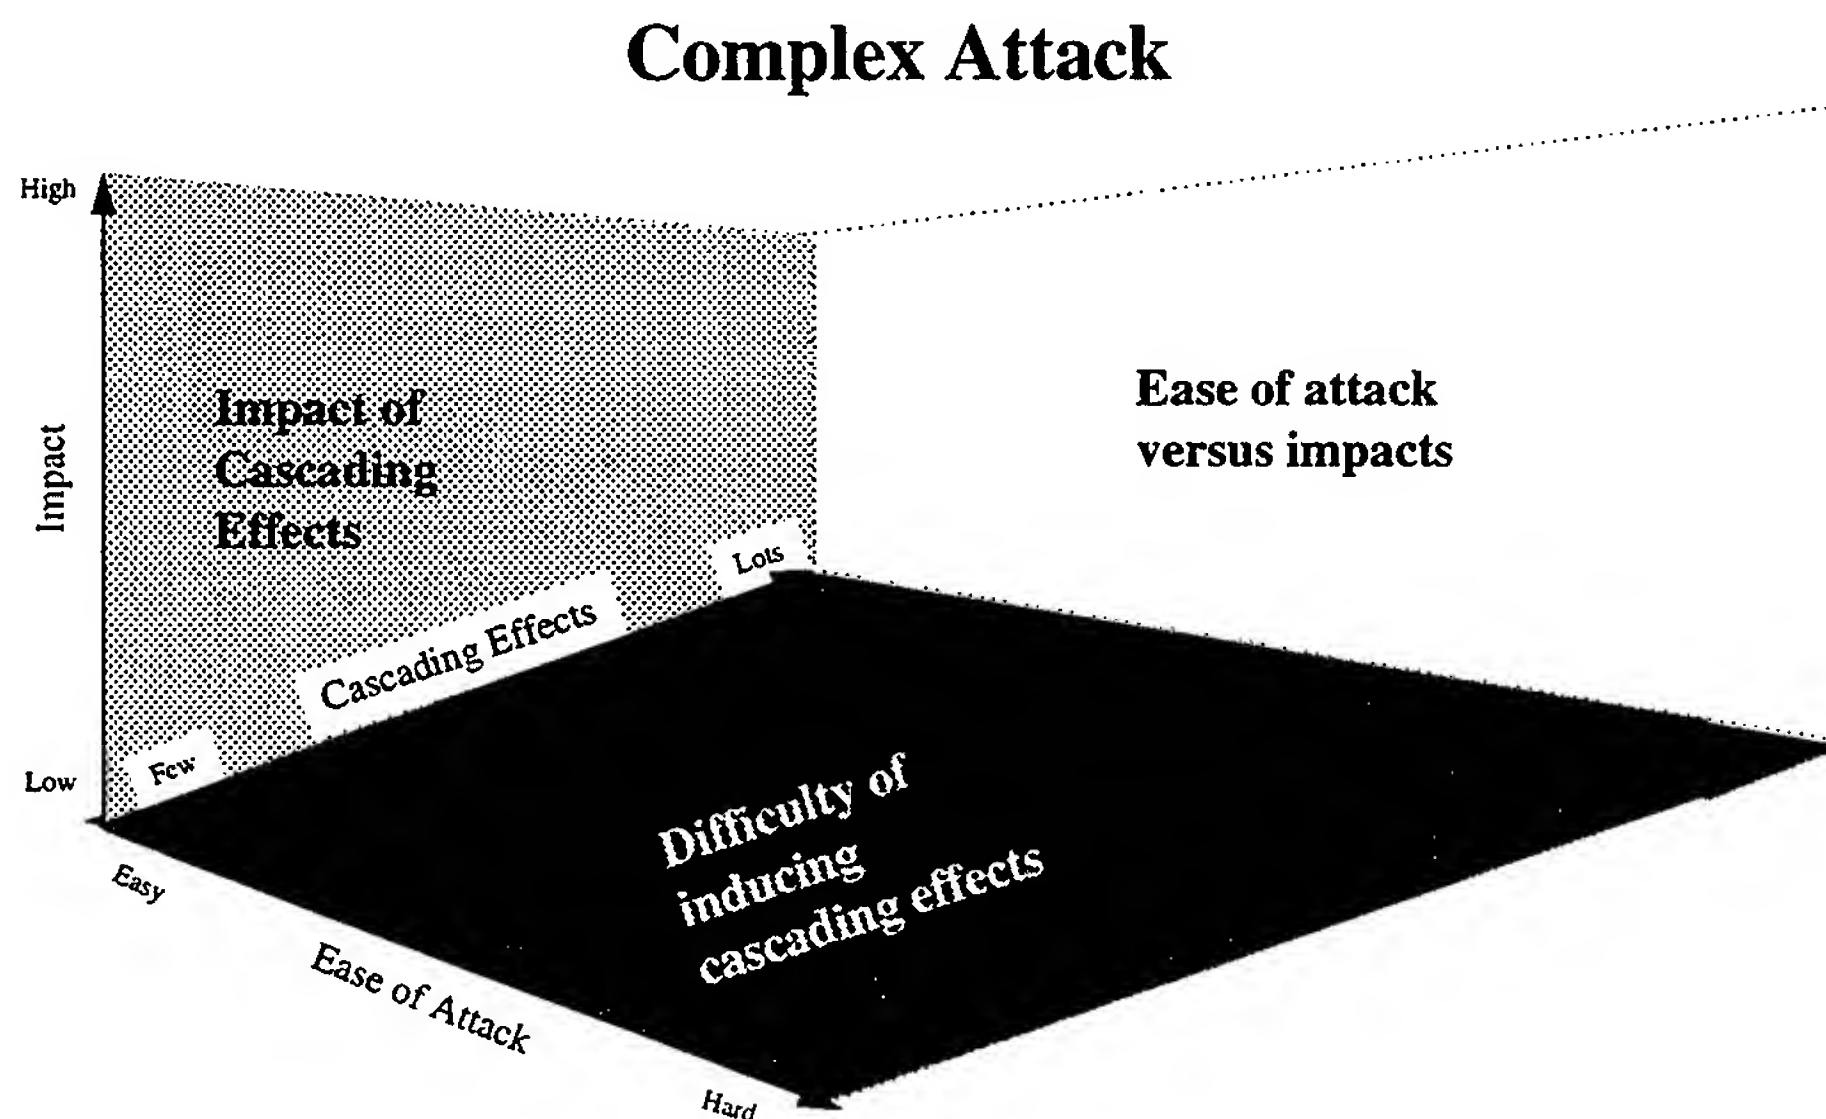 Complex Attack
High
Impact of
Cascading
Effects
Impact
Ease of attack
versus impacts
Lots
Cascading Effects
Few
Low
Difficulty of
inducing
cascading effects
Easy
Ease of Attack
Hard